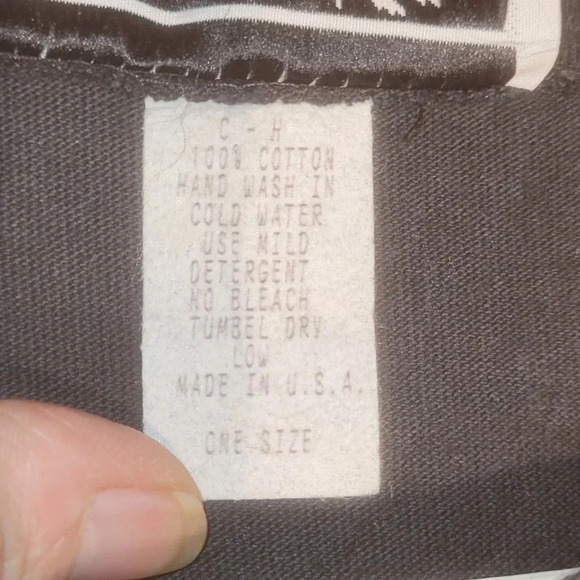 C - H
100% COTTON
HAND WASH IN
COLD WATER
USE MILD
DETERGENT
NO BLEACH
TUMBEL DRY
LOW
MADE IN U.S.A.
ONE SIZE